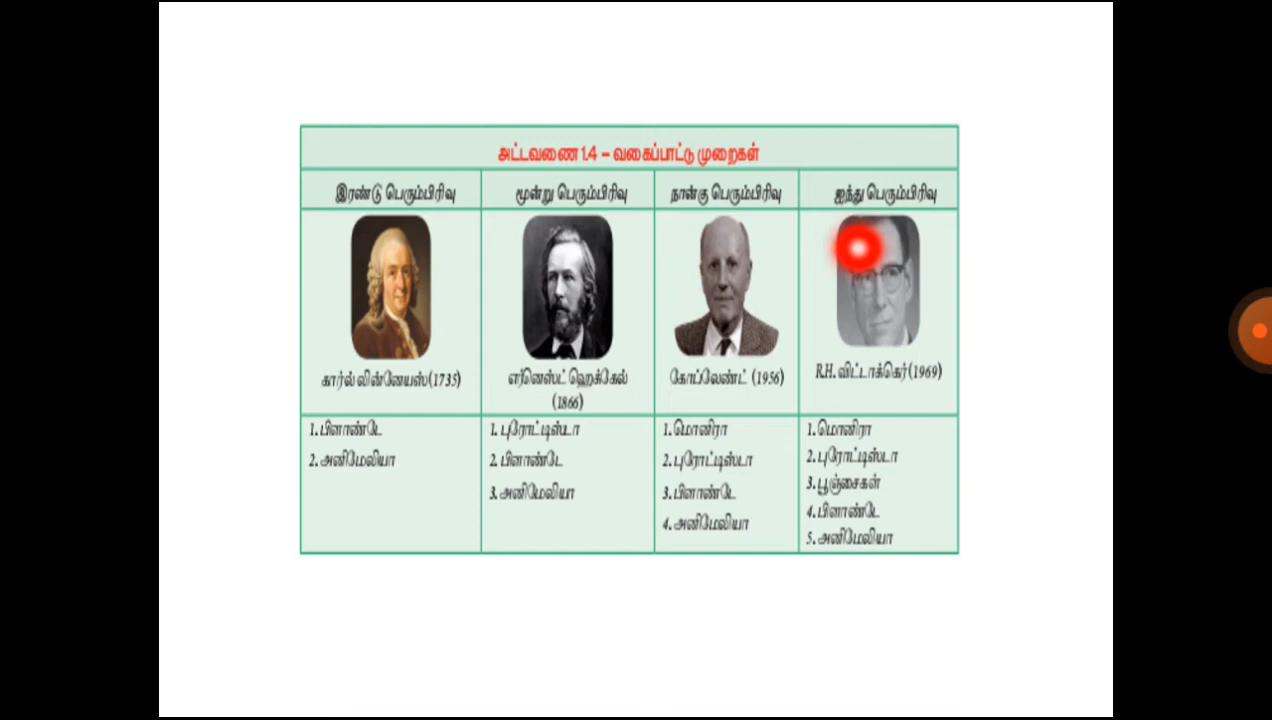 அட்டவணை 1.4 – வகைப்பாட்டு முறைகள்
இரண்டு பெரும்பிரிவு
மூன்று பெரும்பிரிவு
நான்கு பெரும்பிரிவு
ஐந்து பெரும்பிரிவு
கார்ல் லின்னேயஸ் (1735)
எர்னெஸ்ட் ஹெக்கேல்
(1866)
கோப்லேண்ட் (1956)
R.H. விட்டாக்கெர் (1969)
1. பிளாண்டே
2. அனிமேலியா
1. புரோட்டிஸ்டா
2. பிளாண்டே
3. அனிமேலியா
1. மொனிரா
2. புரோட்டிஸ்டா
3. பிளாண்டே
4. அனிமேலியா
1. மொனிரா
2. புரோட்டிஸ்டா
3. பூஞ்சைகள்
4. பிளாண்டே
5. அனிமேலியா